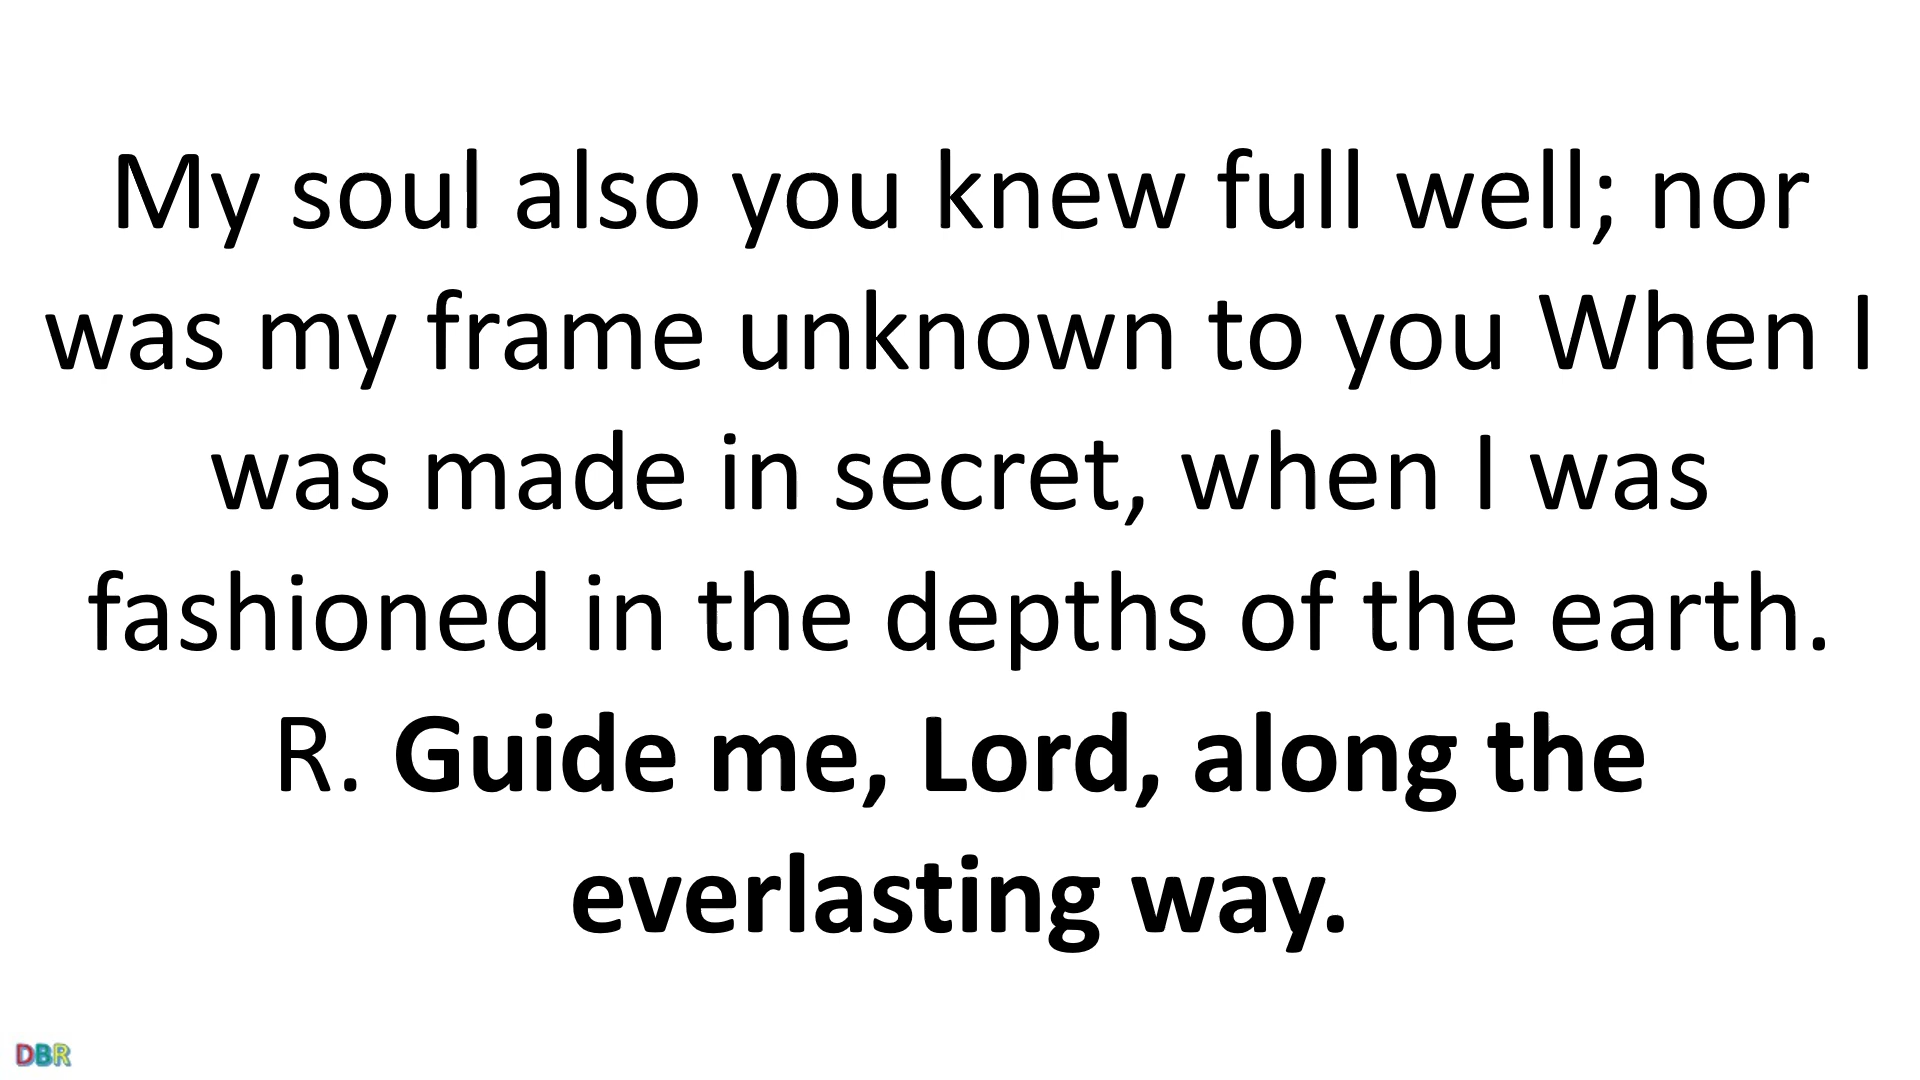 My soul also you knew full well; nor
was my frame unknown to you When I
was made in secret, when I was
fashioned in the depths of the earth.
R. Guide me, Lord, along the
everlasting way.
DBR